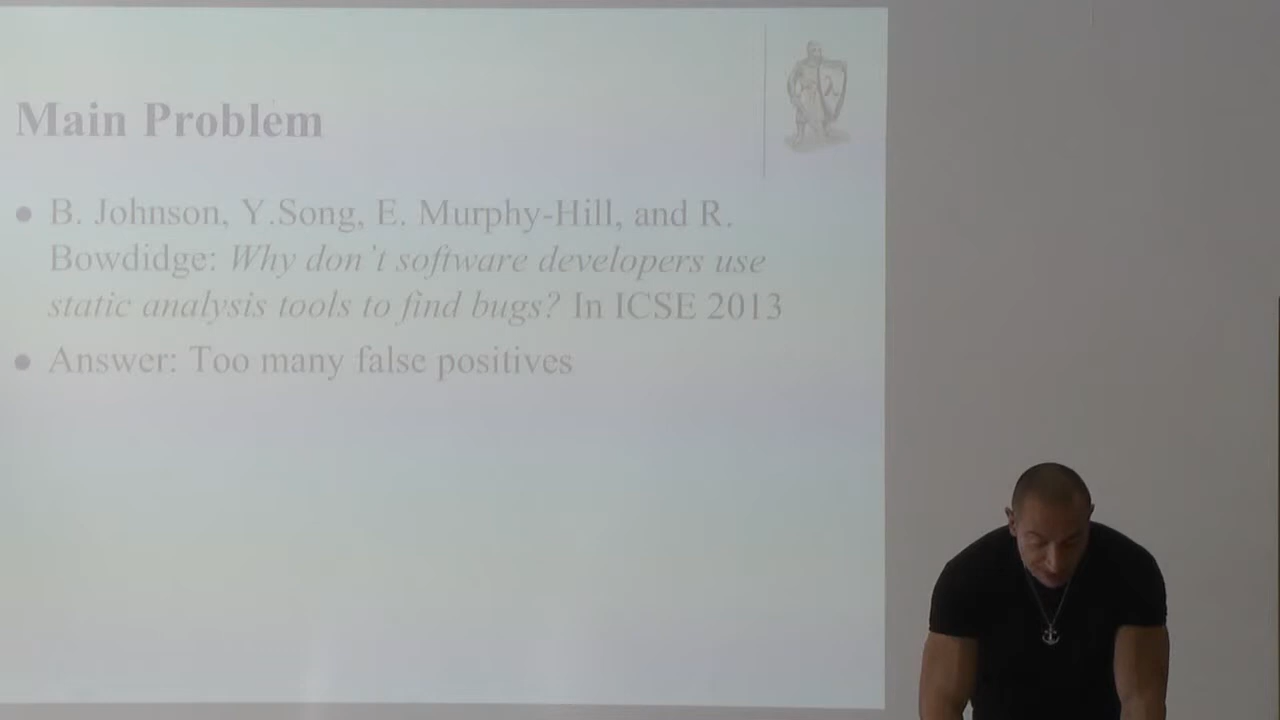 Main Problem
● B. Johnson, Y.Song, E. Murphy-Hill, and R.
Bowdidge: Why don't software developers use
static analysis tools to find bugs? In ICSE 2013
● Answer: Too many false positives